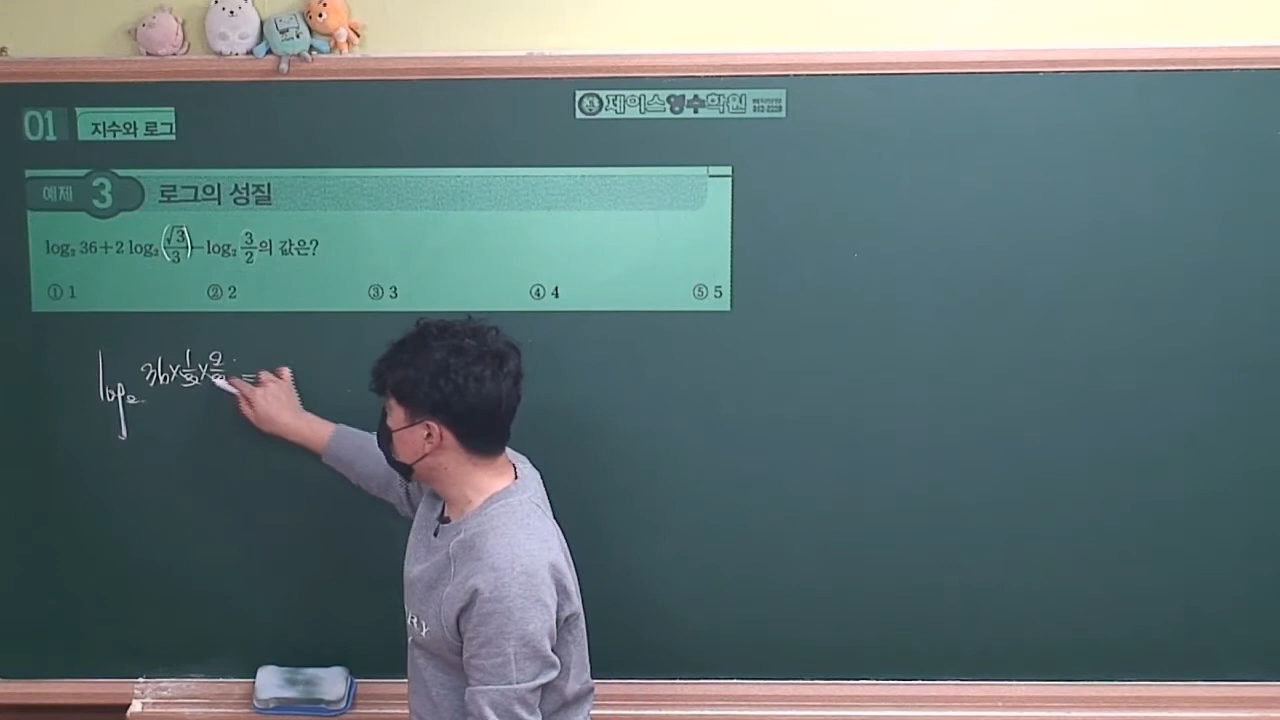 제이스영수학원
01 지수와 로그
예제 3 로그의 성질
log₂ 36+2 log₂ (√3/3)−log₂ 3/2의 값은?
① 1 ② 2 ③ 3 ④ 4 ⑤ 5
log₂ 36×1/3×2/3 =